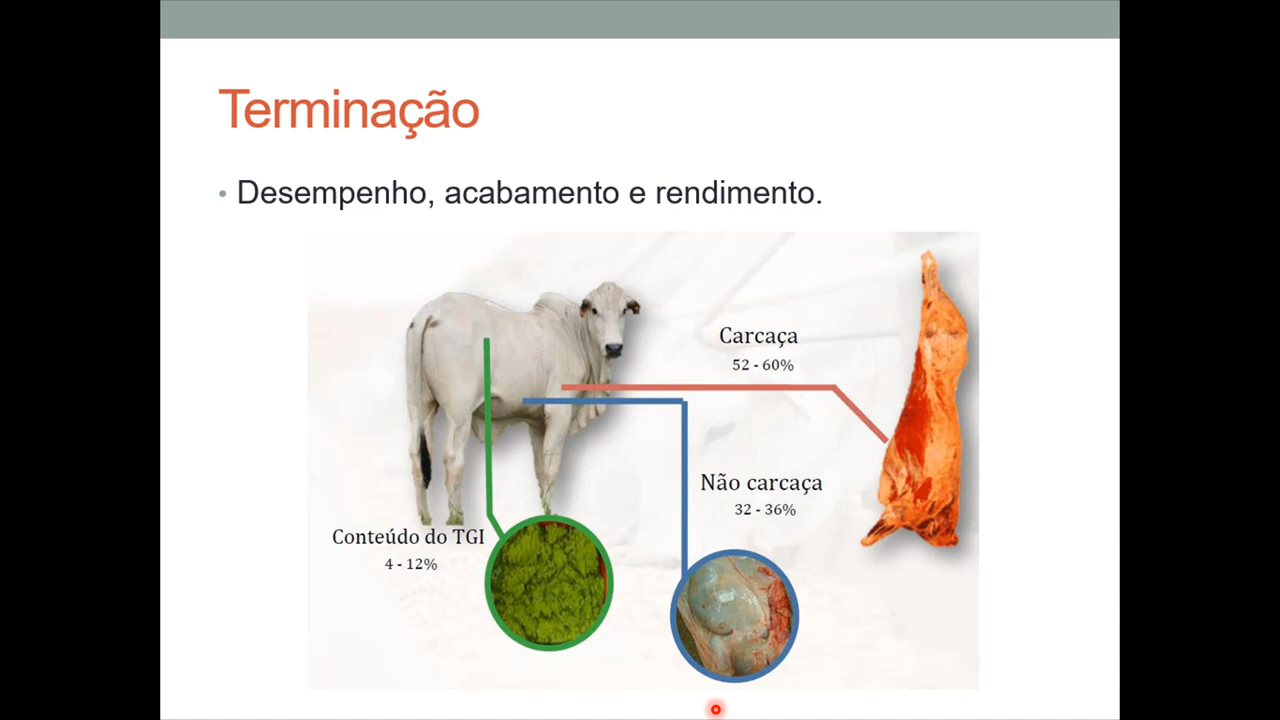 Terminação
• Desempenho, acabamento e rendimento.
Carcaça
52 - 60%
Não carcaça
32 - 36%
Conteúdo do TGI
4 - 12%